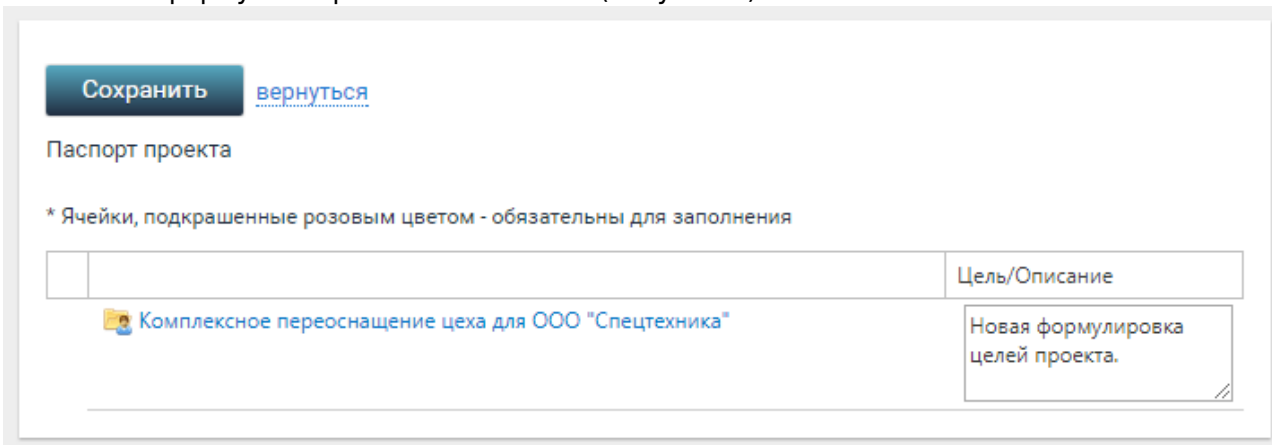 Сохранить вернуться
Паспорт проекта
* Ячейки, подкрашенные розовым цветом - обязательны для заполнения
Цель/Описание
Комплексное переоснащение цеха для ООО "Спецтехника"
Новая формулировка
целей проекта.